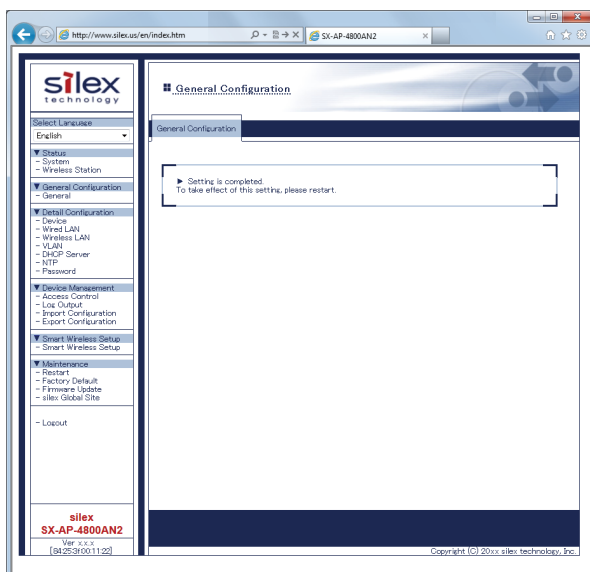 http://www.silex.us/en/index.htm
SX-AP-4800AN2
silex
technology
Select Language
English
▼ Status
- System
- Wireless Station
▼ General Configuration
- General
▼ Detail Configuration
- Device
- Wired LAN
- Wireless LAN
- VLAN
- DHCP Server
- NTP
- Password
▼ Device Management
- Access Control
- Log Output
- Import Configuration
- Export Configuration
▼ Smart Wireless Setup
- Smart Wireless Setup
▼ Maintenance
- Restart
- Factory Default
- Firmware Update
- silex Global Site
- Logout
silex
SX-AP-4800AN2
Ver x.x.x
[84:25:3f:00:11:22]
General Configuration
General Configuration
► Setting is completed.
To take effect of this setting, please restart.
Copyright (C) 20xx silex technology, Inc.